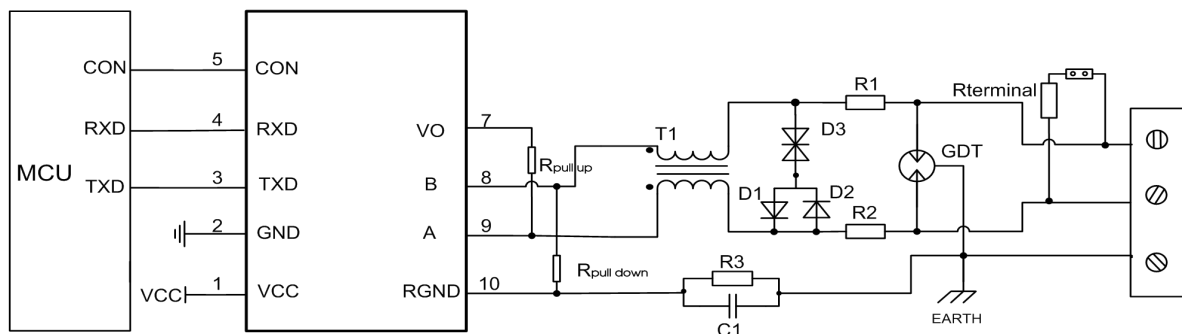 MCU
CON
RXD
TXD
5
4
3
2
1
VCC
CON
RXD
TXD
GND
VCC
VO
B
A
RGND
7
8
9
10
Rpull up
Rpull down
T1
D3
D1
D2
R1
R2
R3
C1
GDT
EARTH
Rterminal